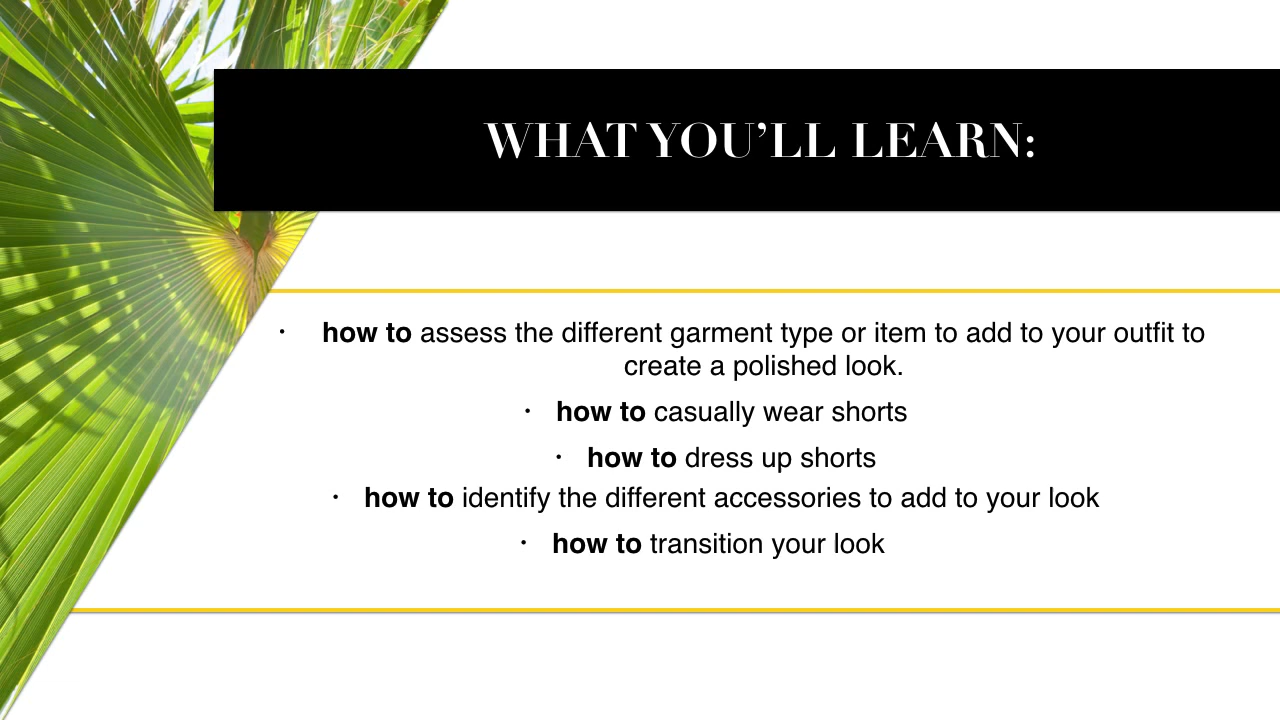 WHAT YOU’LL LEARN:
• how to assess the different garment type or item to add to your outfit to
create a polished look.
• how to casually wear shorts
• how to dress up shorts
• how to identify the different accessories to add to your look
• how to transition your look